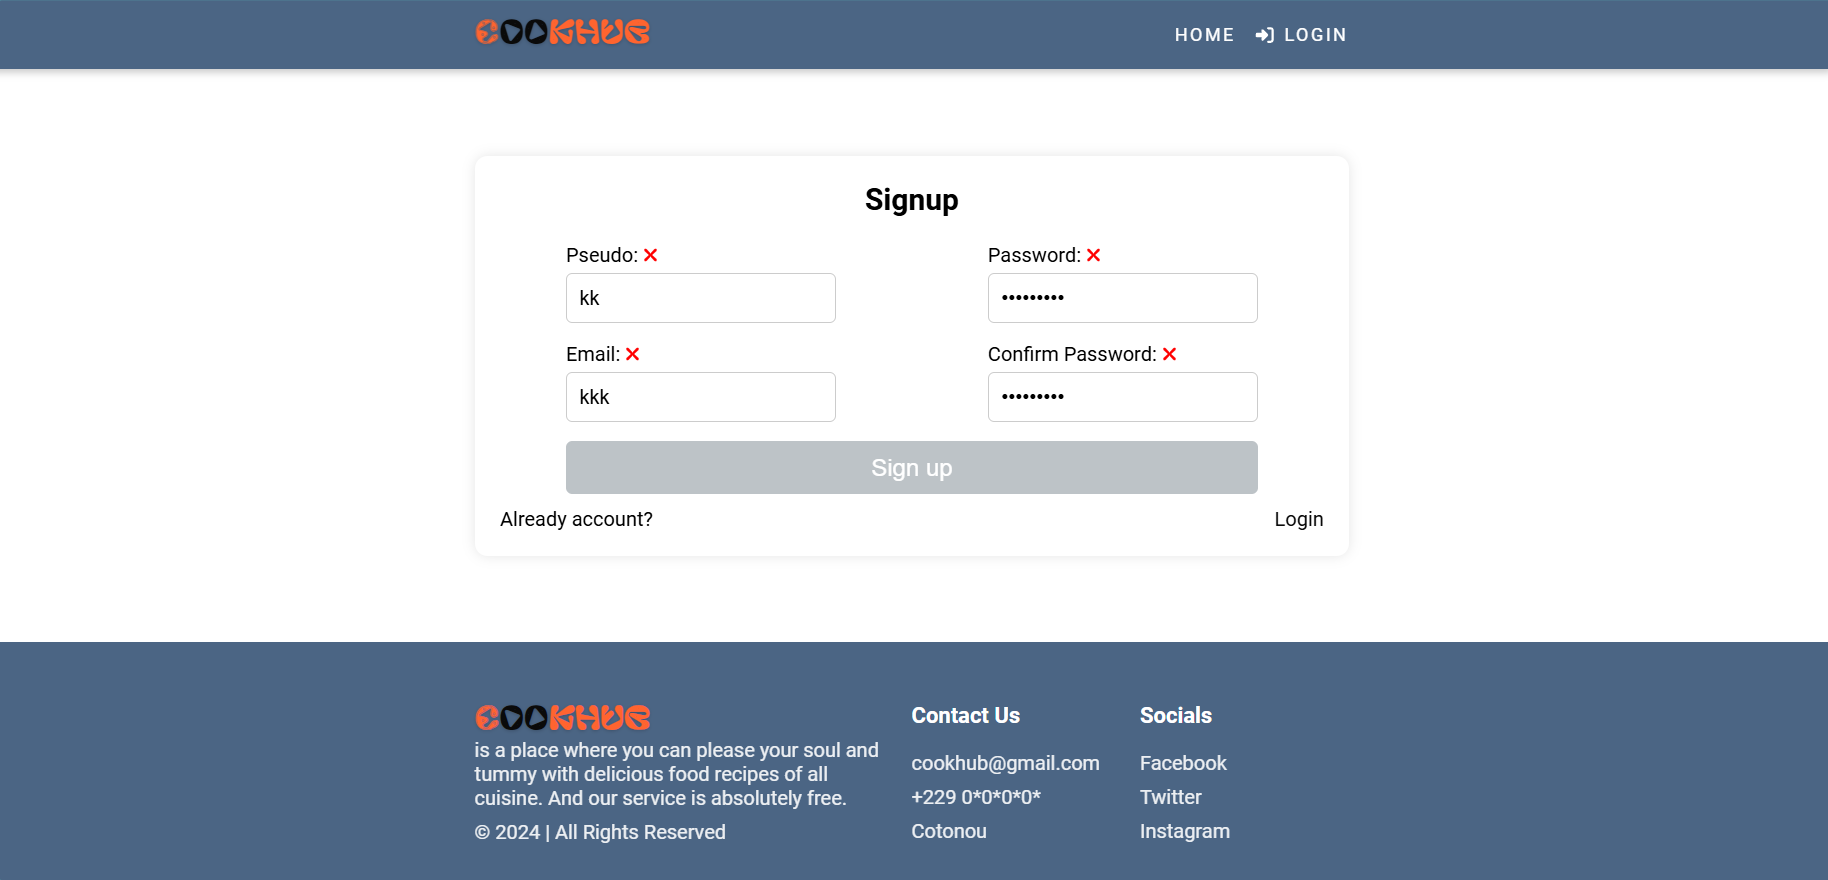 COOKHUB
HOME
LOGIN
Signup
Pseudo:
kk
Password:
•••••••••
Email:
kkk
Confirm Password:
•••••••••
Sign up
Already account?
Login
COOKHUB
is a place where you can please your soul and
tummy with delicious food recipes of all
cuisine. And our service is absolutely free.
© 2024 | All Rights Reserved
Contact Us
cookhub@gmail.com
+229 0*0*0*0*
Cotonou
Socials
Facebook
Twitter
Instagram